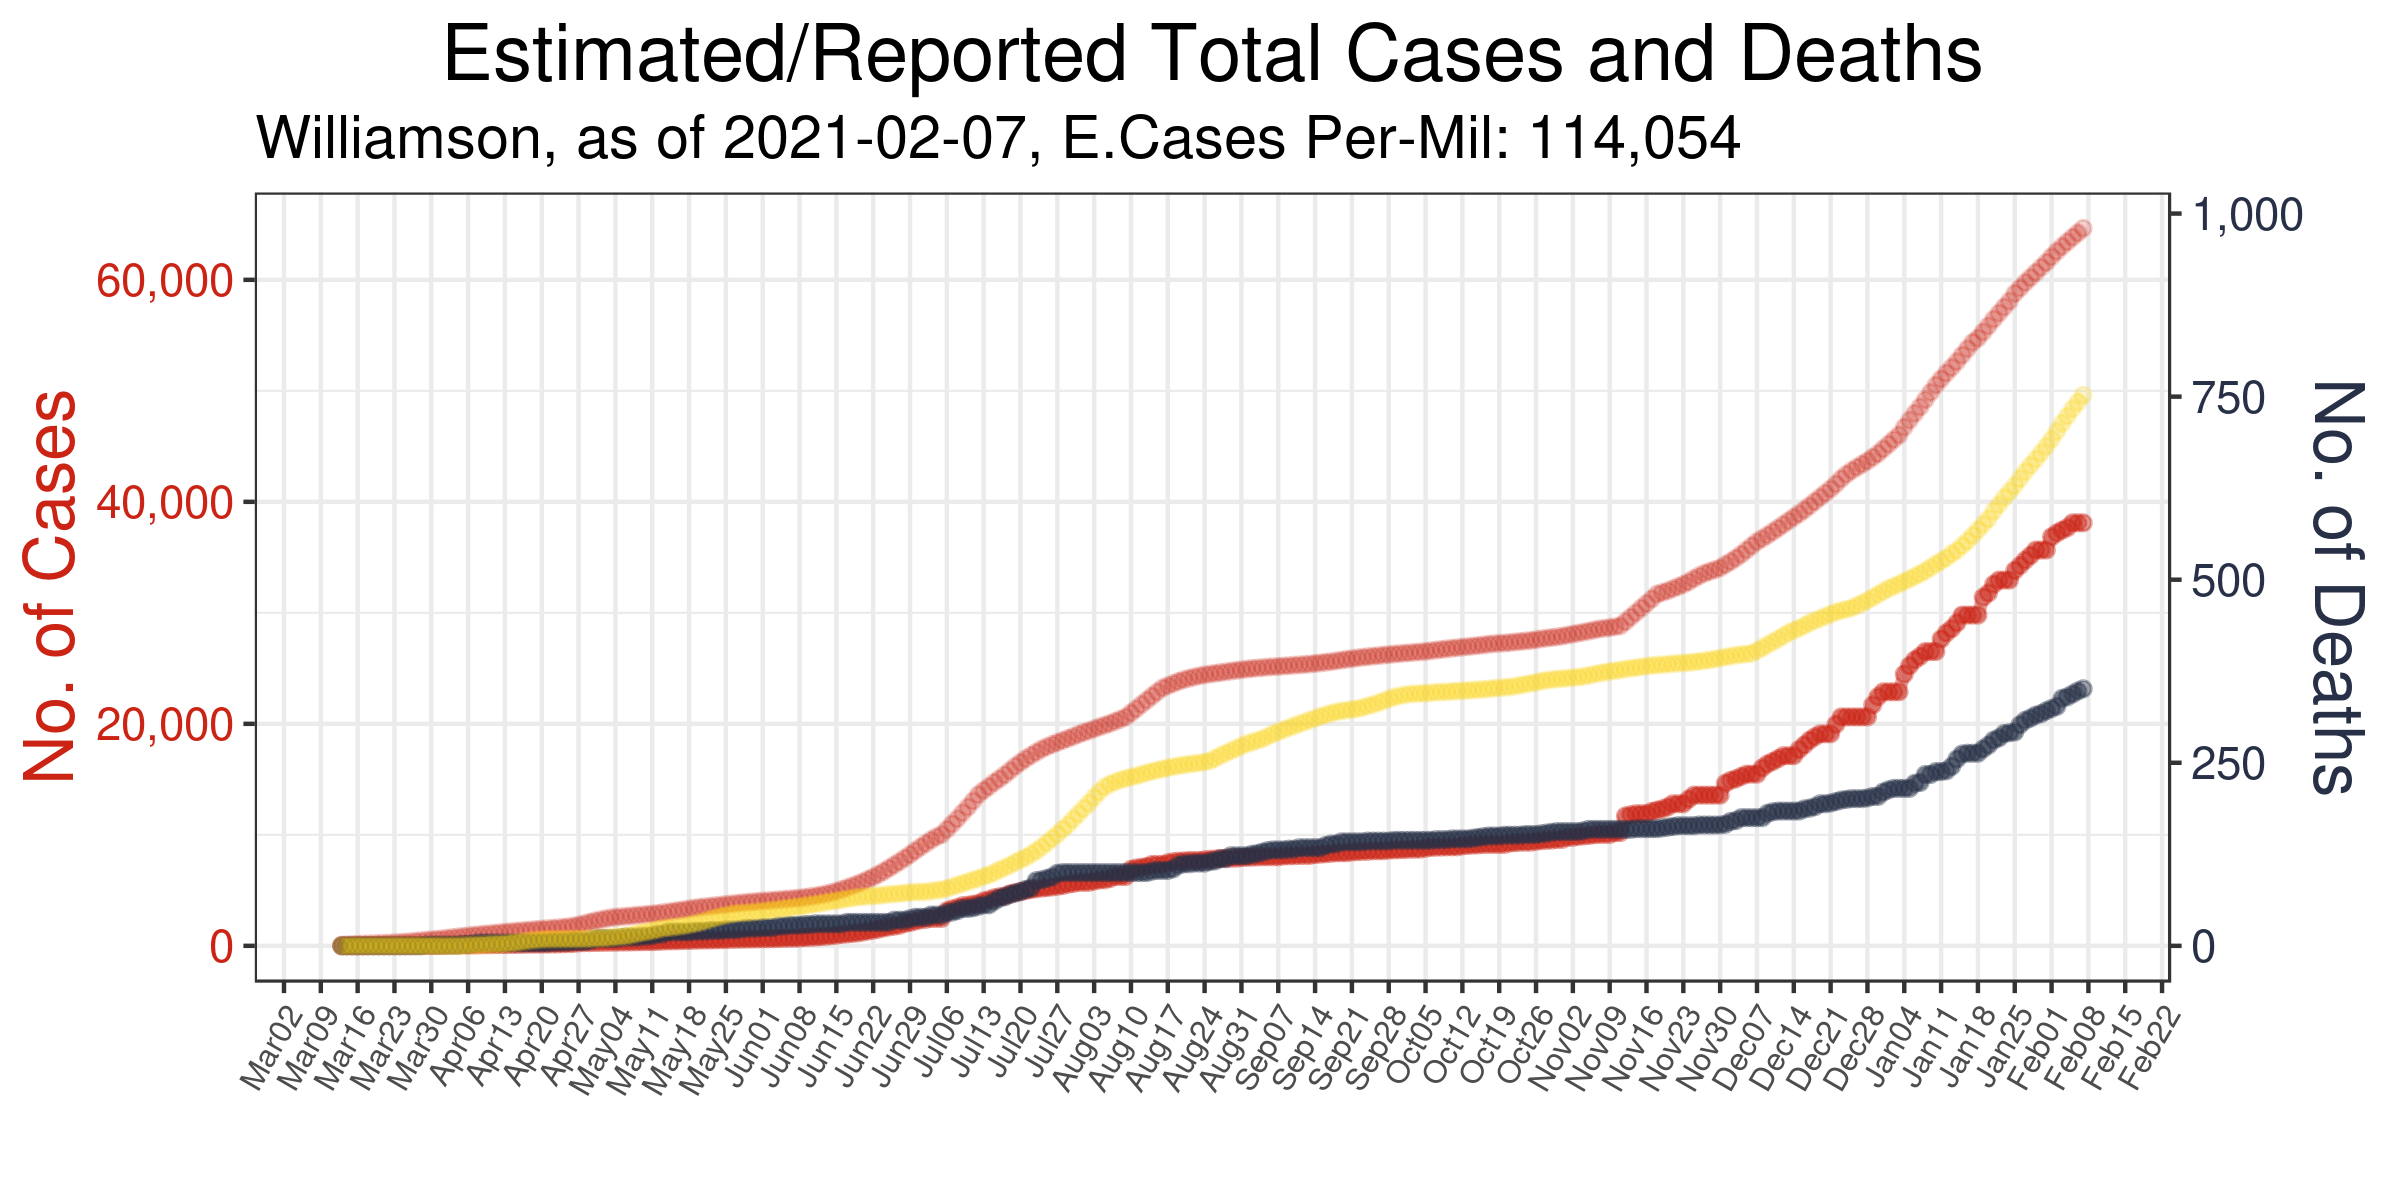 Estimated/Reported Total Cases and Deaths
Williamson, as of 2021-02-07, E.Cases Per-Mil: 114,054
No. of Cases
60,000
40,000
20,000
0
1,000
750
500
250
0
No. of Deaths
Mar02
Mar09
Mar16
Mar23
Mar30
Apr06
Apr13
Apr20
Apr27
May04
May11
May18
May25
Jun01
Jun08
Jun15
Jun22
Jun29
Jul06
Jul13
Jul20
Jul27
Aug03
Aug10
Aug17
Aug24
Aug31
Sep07
Sep14
Sep21
Sep28
Oct05
Oct12
Oct19
Oct26
Nov02
Nov09
Nov16
Nov23
Nov30
Dec07
Dec14
Dec21
Dec28
Jan04
Jan11
Jan18
Jan25
Feb01
Feb08
Feb15
Feb22